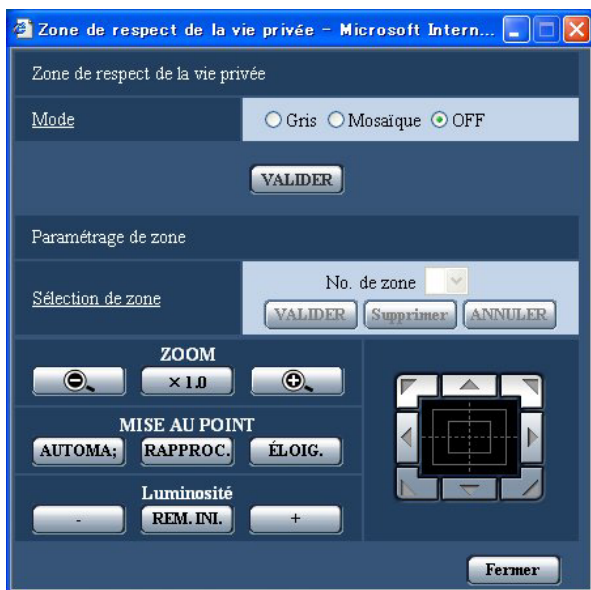 Zone de respect de la vie privée - Microsoft Intern...
Zone de respect de la vie privée
Mode
Gris Mosaïque OFF
VALIDER
Paramétrage de zone
No. de zone
Sélection de zone
VALIDER Supprimer ANNULER
ZOOM
×1.0
MISE AU POINT
AUTOMA; RAPPROC. ÉLOIG.
Luminosité
- REM. INI. +
Fermer